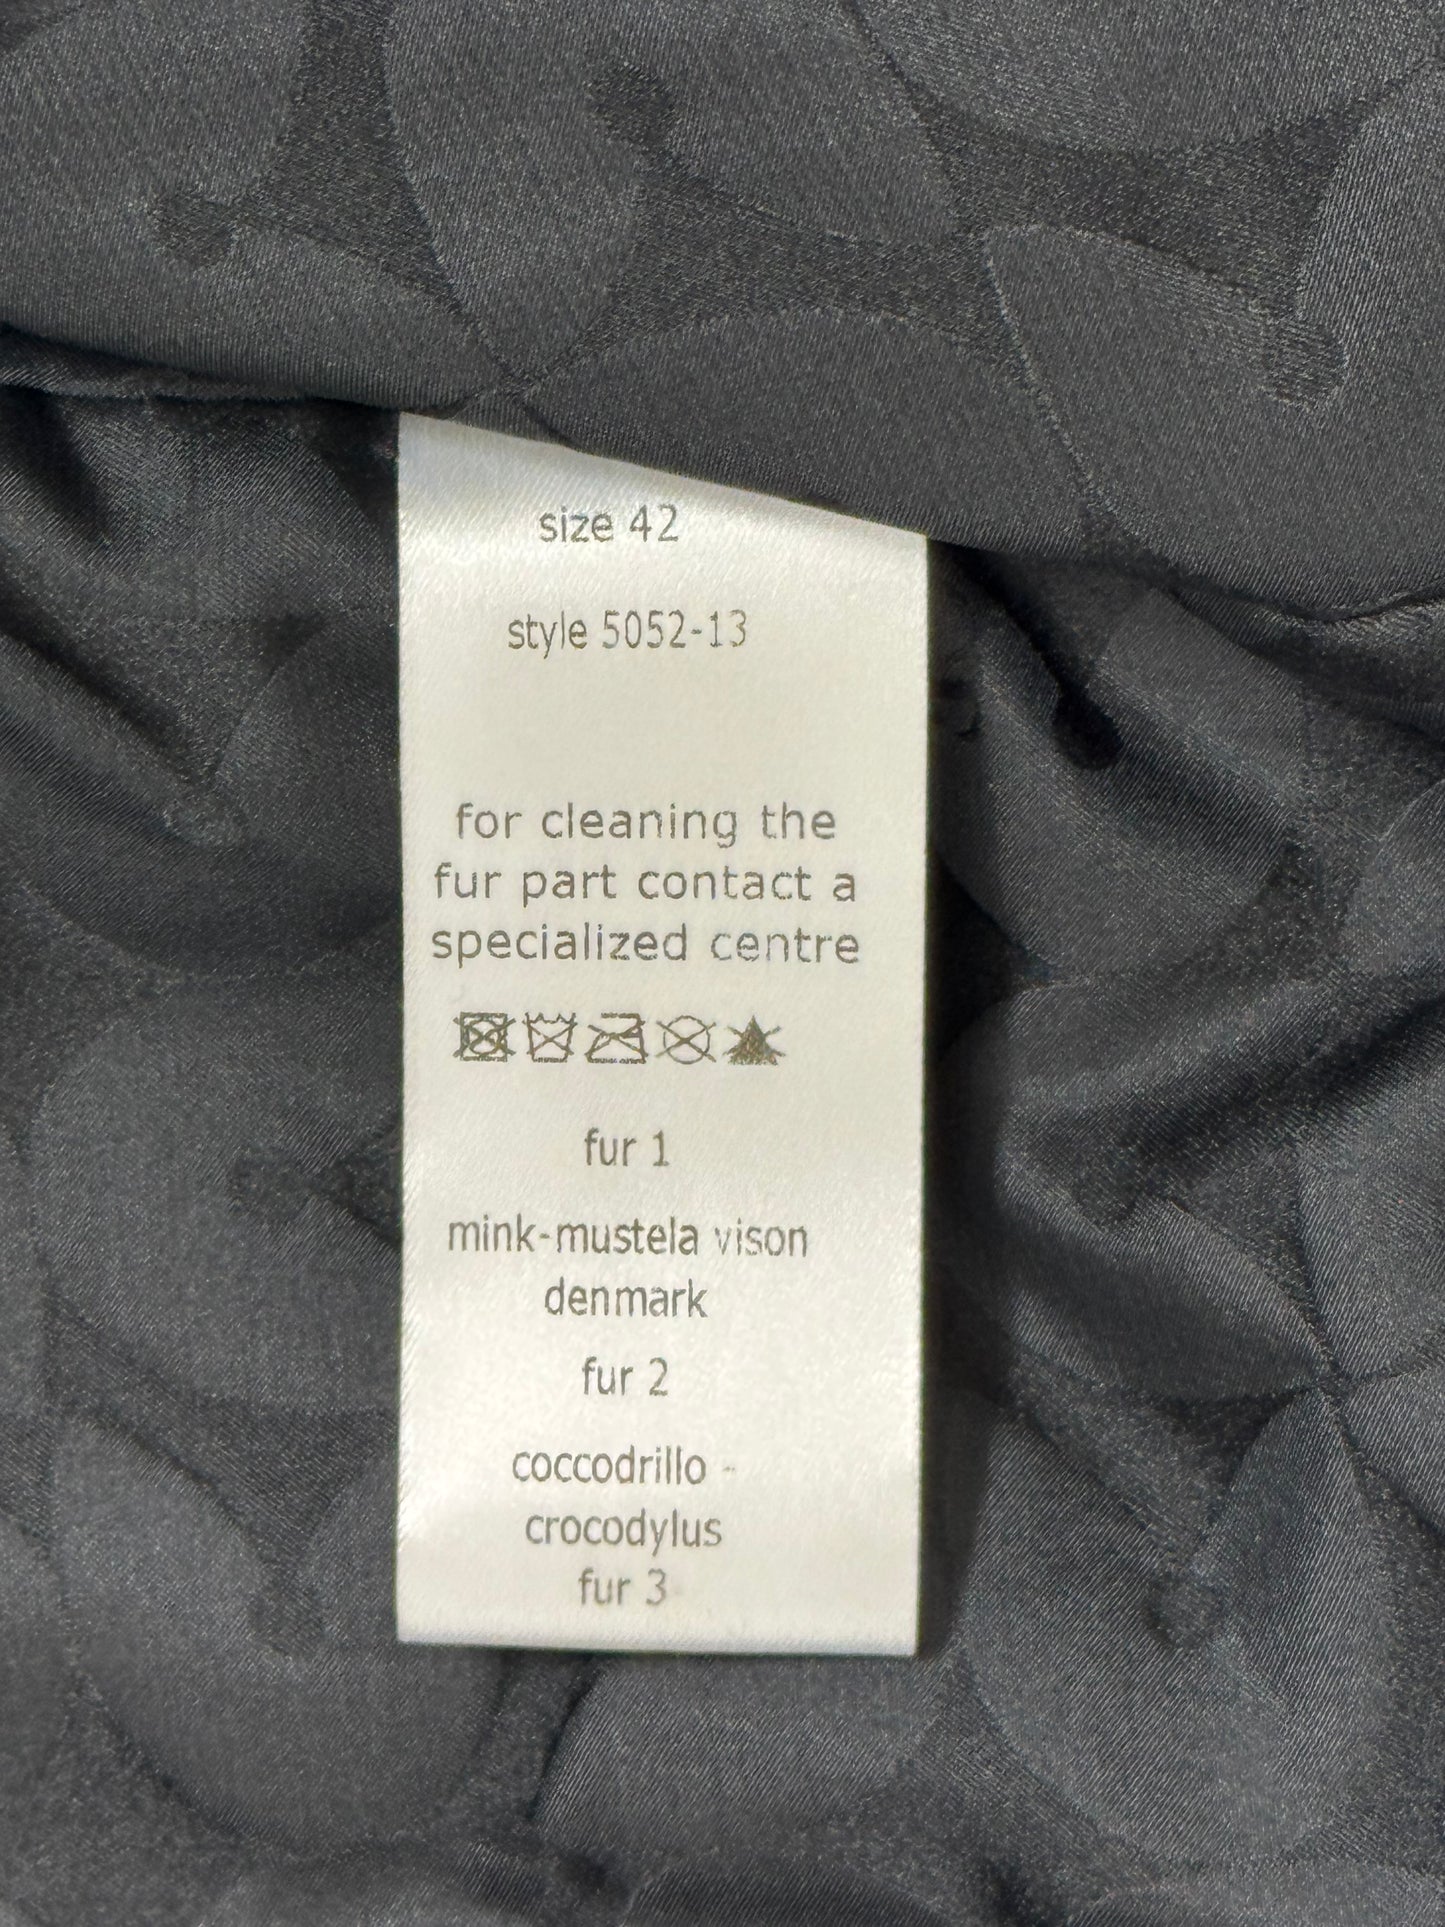 size 42
style 5052-13
for cleaning the
fur part contact a
specialized centre
fur 1
mink-mustela vison
denmark
fur 2
coccodrillo -
crocodylus
fur 3